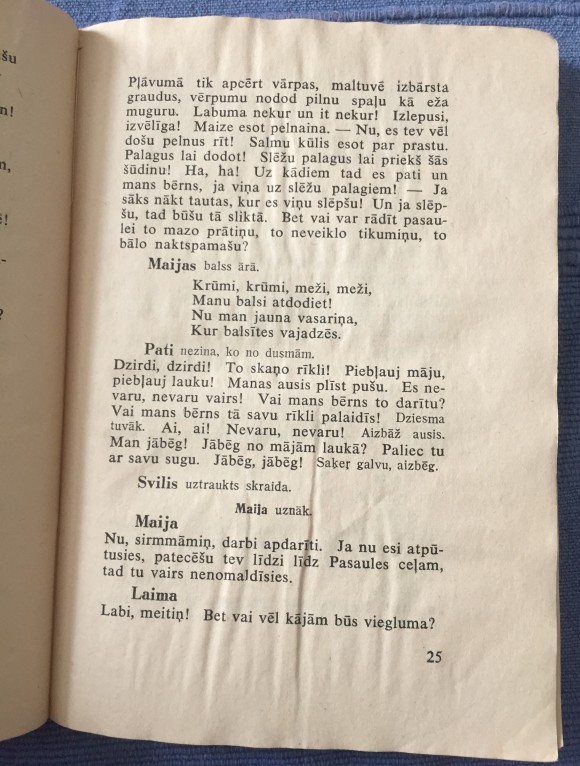 šu
n!
n,
!
-
?
Pļāvumā tik apcērt vārpas, maltuvē izbārsta
graudus, vērpumu nodod pilnu spaļu kā eža
muguru. Labuma nekur un it nekur! Izlepusi,
izvēlīga! Maize esot pelnaina. — Nu, es tev vēl
došu pelnus rīt! Salmu kūlis esot par prastu.
Palagus lai dodot! Slēžu palagus lai priekš šās
šūdinu! Ha, ha! Uz kādiem tad es pati un
mans bērns, ja viņa uz slēžu palagiem! — Ja
sāks nākt tautas, kur es viņu slēpšu! Un ja slēp-
šu, tad būšu tā sliktā. Bet vai var rādīt pasau-
lei to mazo prātiņu, to neveiklo tikumiņu, to
bālo naktspamašu?
Maijas balss ārā.
Krūmi, krūmi, meži, meži,
Manu balsi atdodiet!
Nu man jauna vasariņa,
Kur balsītes vajadzēs.
Pati nezina, ko no dusmām.
Dzirdi, dzirdi! To skaņo rīkli! Piebļauj māju,
piebļauj lauku! Manas ausis plīst pušu. Es ne-
varu, nevaru vairs! Vai mans bērns to darītu?
Vai mans bērns tā savu rīkli palaidīs! Dziesma
tuvāk. Ai, ai! Nevaru, nevaru! Aizbāž ausis.
Man jābēg! Jābēg no mājām laukā? Paliec tu
ar savu sugu. Jābēg, jābēg! Saķeŗ galvu, aizbēg.
Svilis uztraukts skraida.
Maija uznāk.
Maija
Nu, sirmmāmiņ, darbi apdarīti. Ja nu esi atpū-
tusies, patecēšu tev līdzi līdz Pasaules ceļam,
tad tu vairs nenomaldīsies.
Laima
Labi, meitiņ! Bet vai vēl kājām būs viegluma?
25